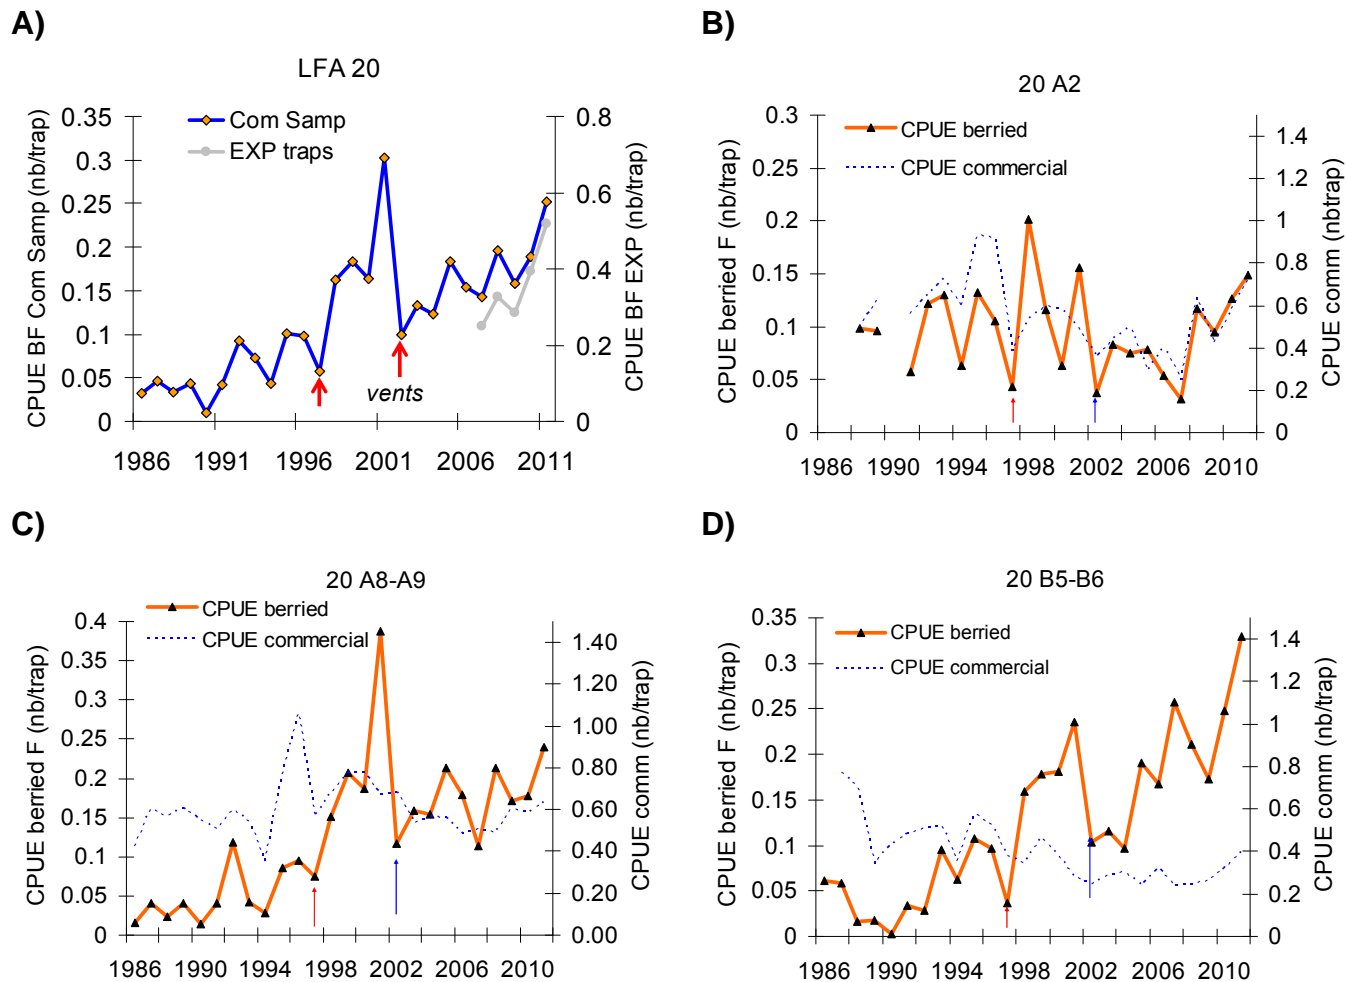 A)
LFA 20
Com Samp
EXP traps
CPUE BF Com Samp (nb/trap)
0.35
0.3
0.25
0.2
0.15
0.1
0.05
0
0.8
0.6
0.4
0.2
0
CPUE BF EXP (nb/trap)
vents
1986 1991 1996 2001 2006 2011
B)
20 A2
CPUE berried
CPUE commercial
CPUE berried F (nb/trap)
0.3
0.25
0.2
0.15
0.1
0.05
0
1.4
1.2
1
0.8
0.6
0.4
0.2
0
CPUE comm (nbtrap)
1986 1990 1994 1998 2002 2006 2010
C)
20 A8-A9
CPUE berried
CPUE commercial
CPUE berried F (nb/trap)
0.4
0.35
0.3
0.25
0.2
0.15
0.1
0.05
0
1.40
1.20
1.00
0.80
0.60
0.40
0.20
0.00
CPUE comm (nb/trap)
1986 1990 1994 1998 2002 2006 2010
D)
20 B5-B6
CPUE berried
CPUE commercial
CPUE berried F (nb/trap)
0.35
0.3
0.25
0.2
0.15
0.1
0.05
0
1.4
1.2
1
0.8
0.6
0.4
0.2
0
CPUE comm (nb/trap)
1986 1990 1994 1998 2002 2006 2010